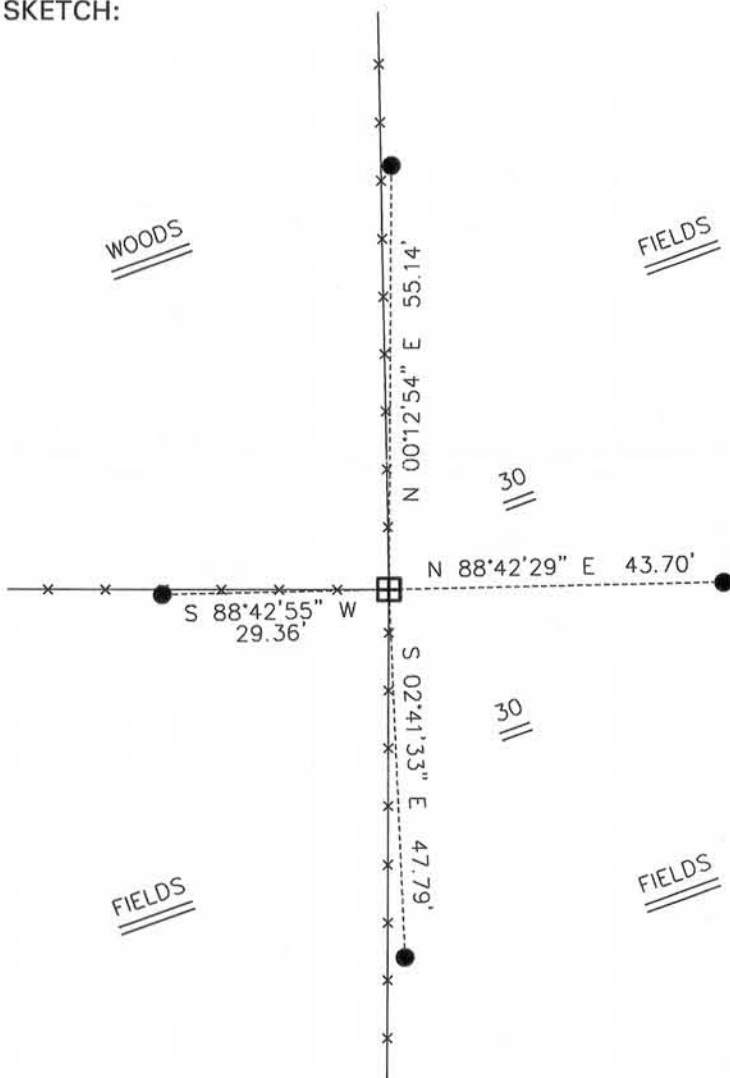 SKETCH:
WOODS
FIELDS
N 00°12'54" E 55.14'
30
N 88°42'29" E 43.70'
S 88°42'55" W
29.36'
S 02°41'33" E 47.79'
30
FIELDS
FIELDS